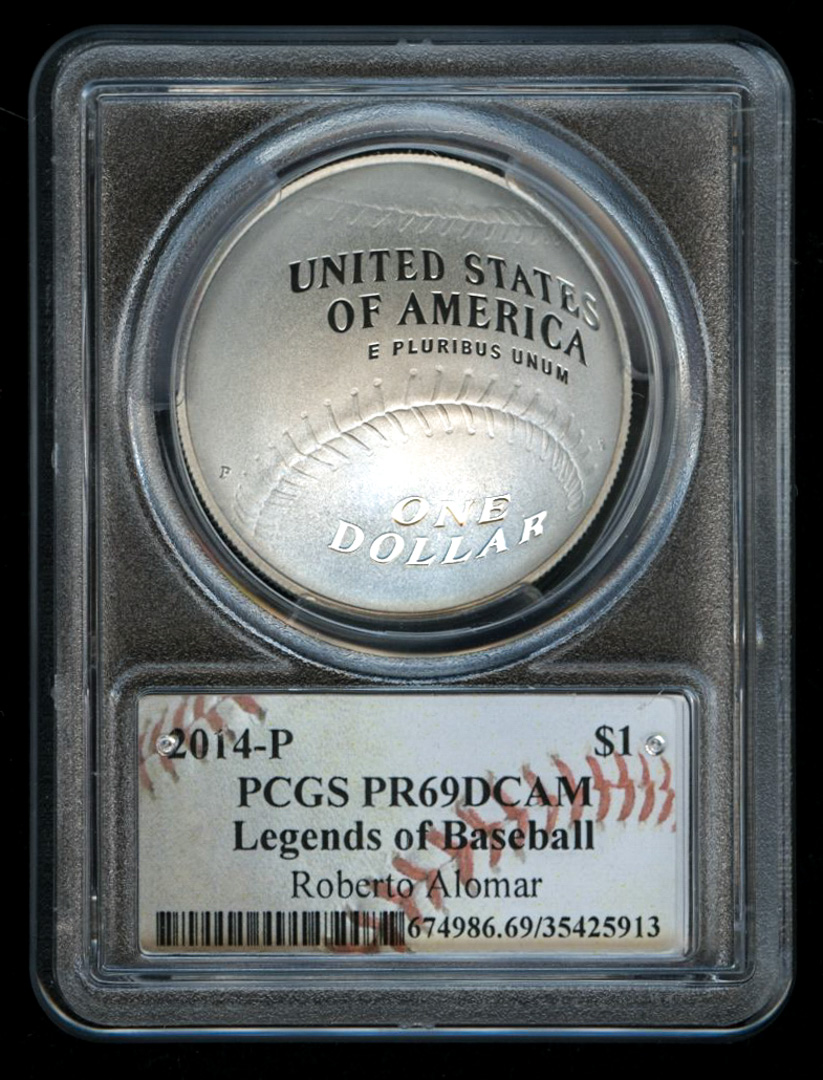 UNITED STATES
OF AMERICA
E PLURIBUS UNUM
P
ONE
DOLLAR
2014-P $1
PCGS PR69DCAM
Legends of Baseball
Roberto Alomar
674986.69/35425913